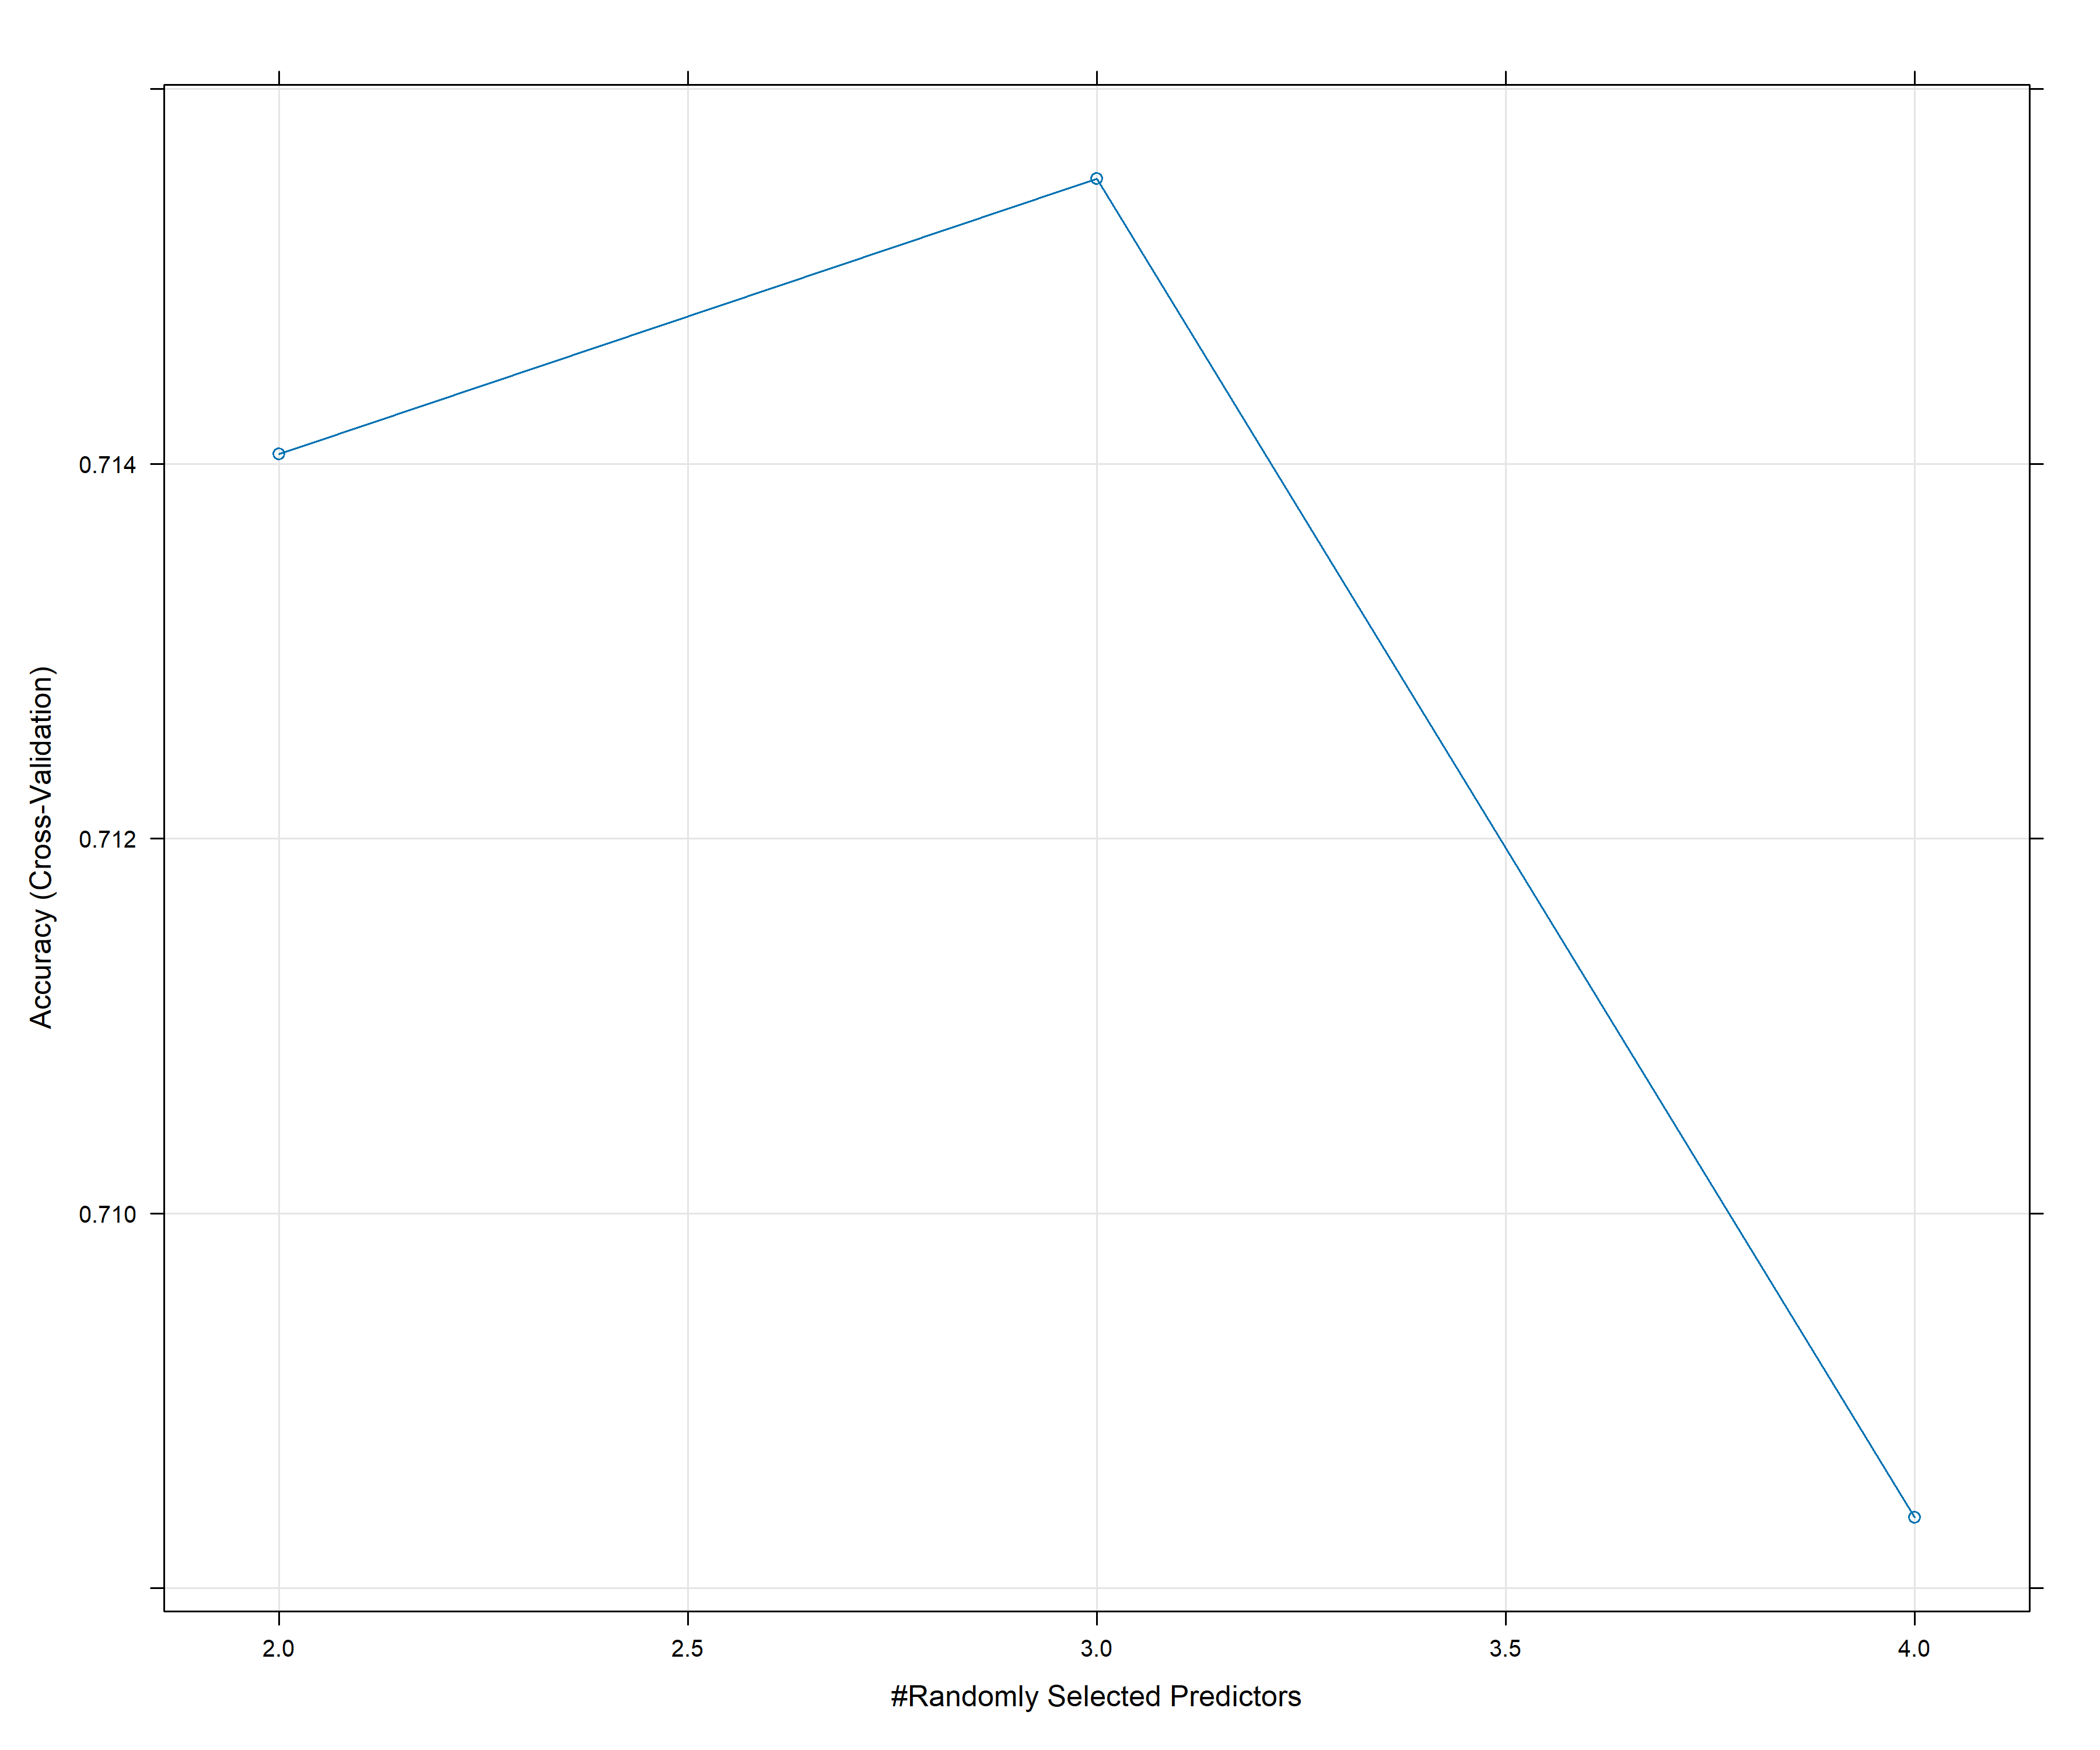 0.714
0.712
0.710
Accuracy (Cross-Validation)
2.0 2.5 3.0 3.5 4.0
#Randomly Selected Predictors